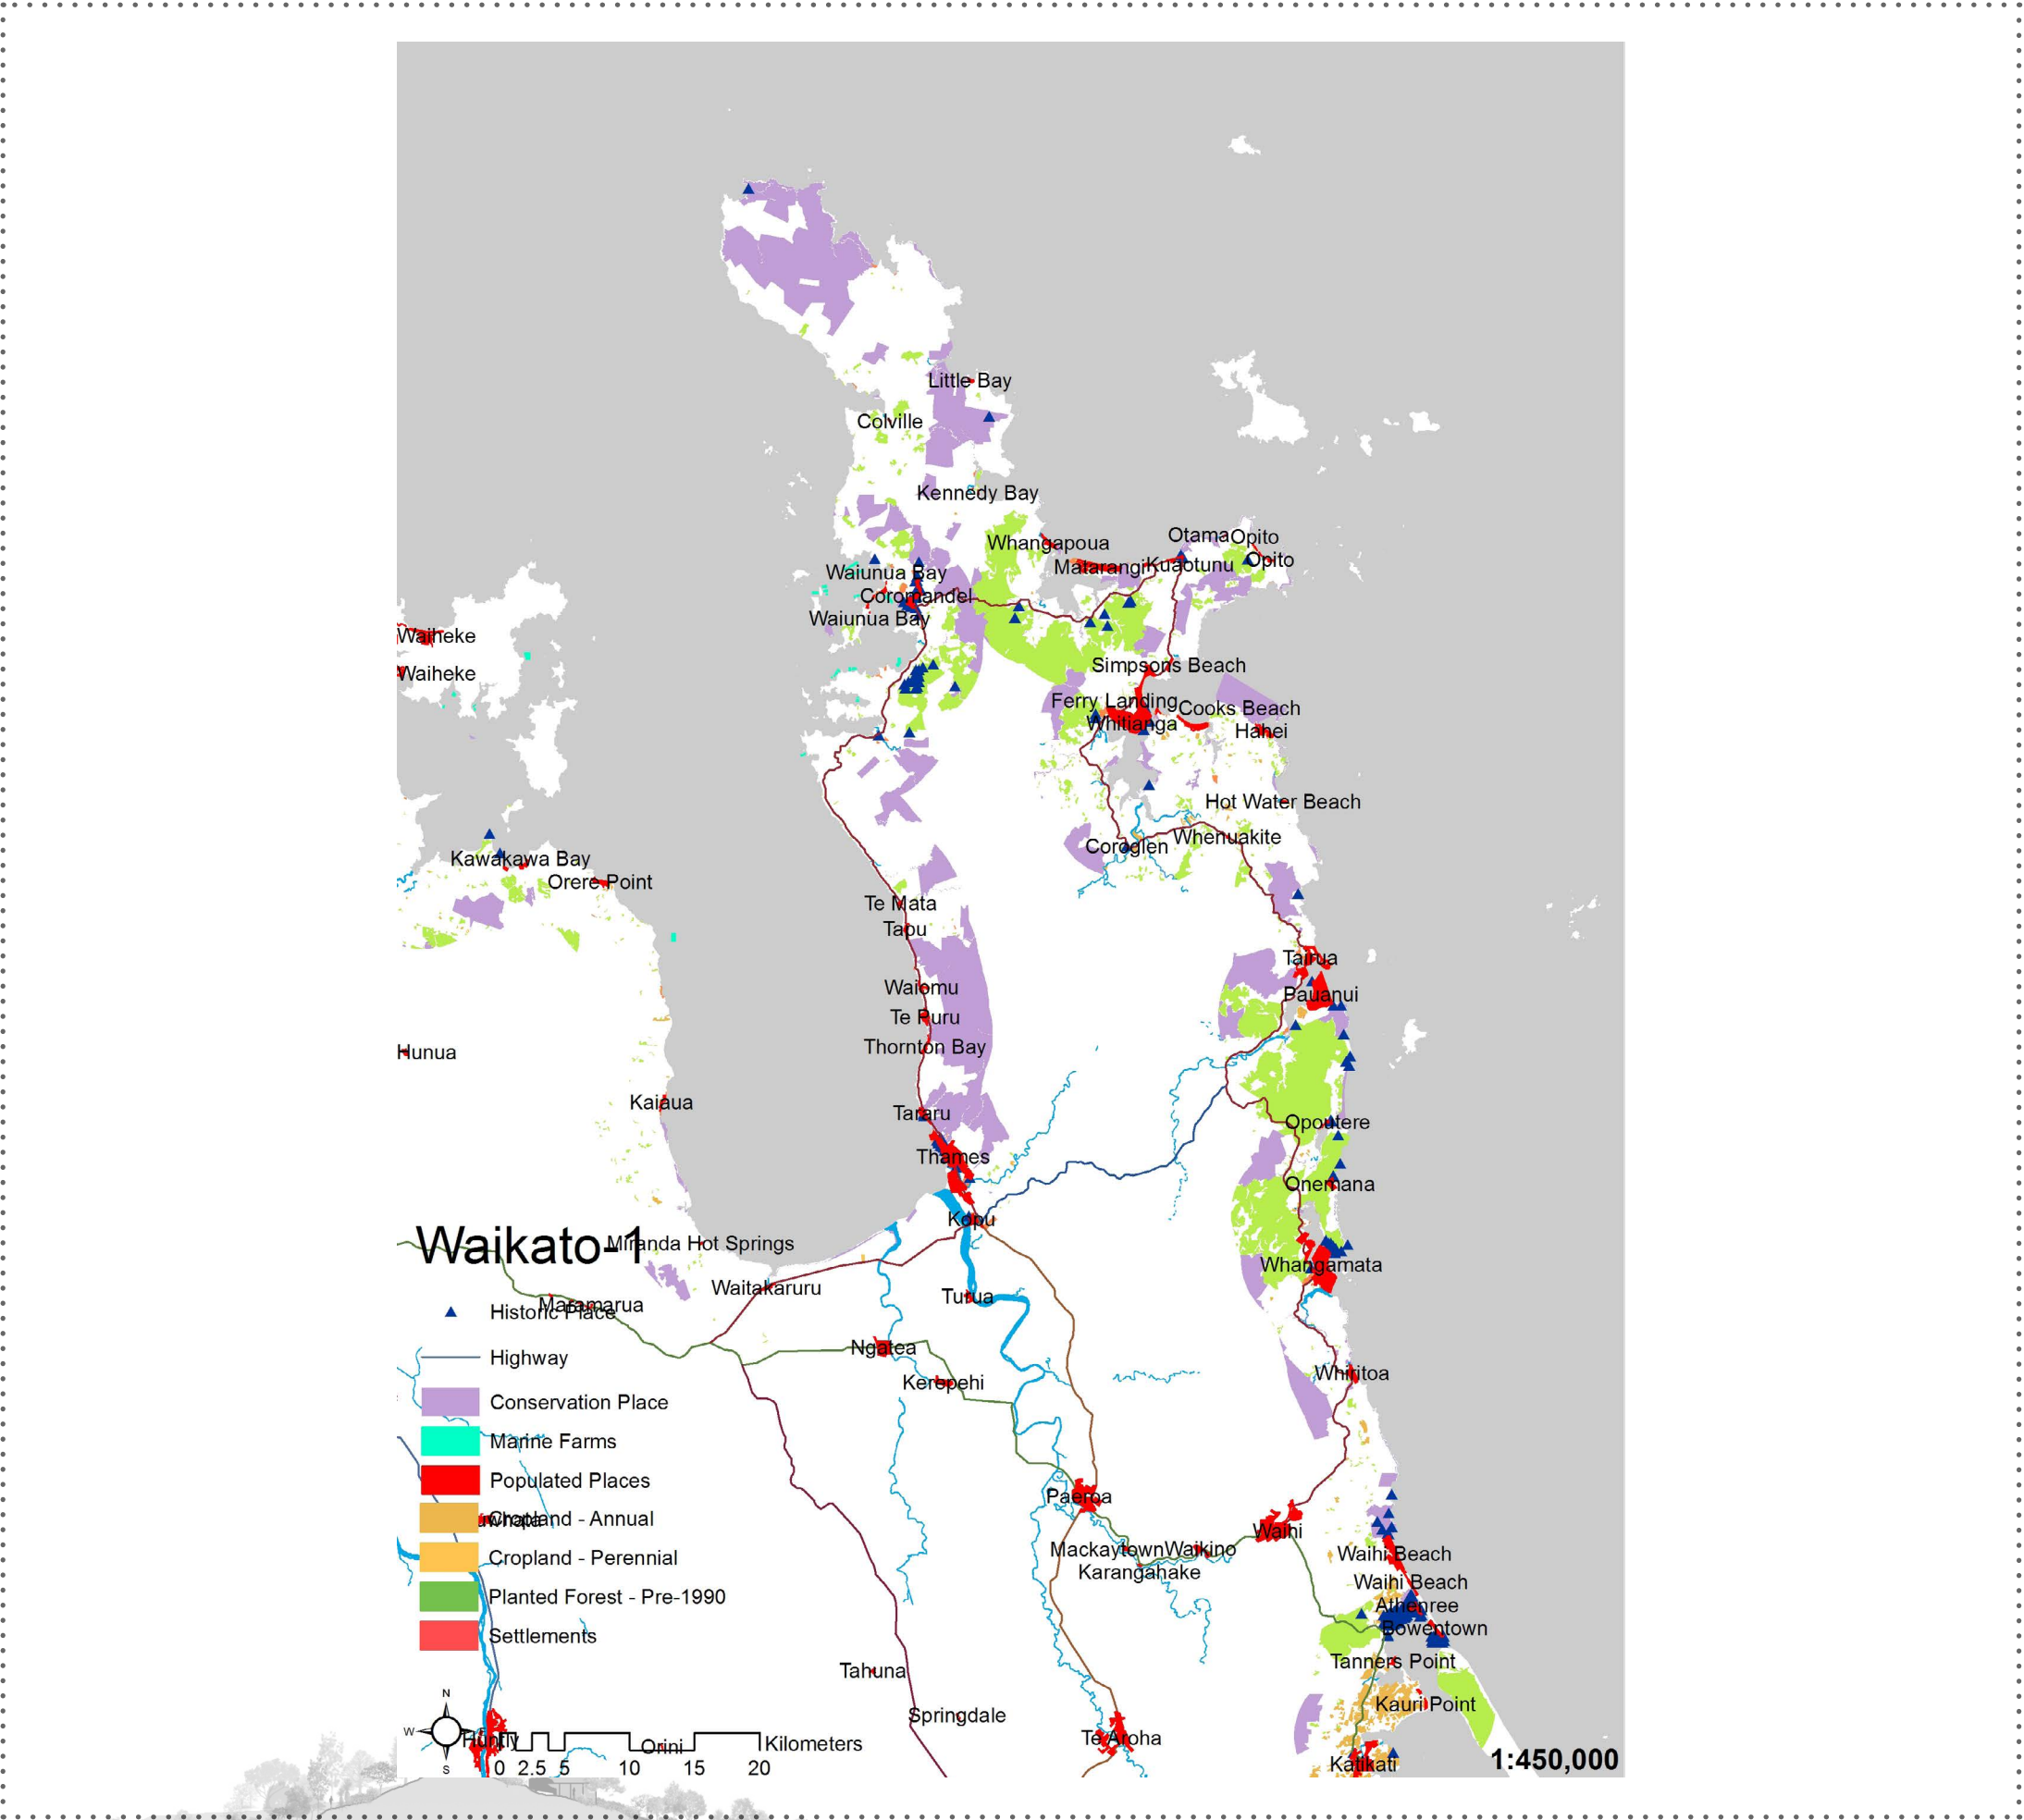 Little Bay
Colville
Kennedy Bay
Whangapoua
Otama
Opito
Matarangi
Kuaotunu
Opito
Waiunua Bay
Coromandel
Waiunua Bay
Waiheke
Waiheke
Simpsons Beach
Ferry Landing
Cooks Beach
Whitianga
Hahei
Hot Water Beach
Whenuakite
Coroglen
Kawakawa Bay
Orere Point
Te Mata
Tapu
Tairua
Waiomu
Pauanui
Te Puru
Thornton Bay
Hunua
Kaiaua
Tararu
Opoutere
Thames
Onemana
Kopu
Waikato-1
Miranda Hot Springs
Whangamata
Waitakaruru
Turua
Maramarua
Historic Place
Ngatea
Highway
Whiritoa
Kerepehi
Conservation Place
Marine Farms
Populated Places
Paeroa
Cropland - Annual
Waihi
Mackaytown
Waikino
Waihi Beach
Cropland - Perennial
Karangahake
Waihi Beach
Planted Forest - Pre-1990
Athenree
Bowentown
Settlements
Tanners Point
Tahuna
Kauri Point
Springdale
N
W
E
S
Huntly
Orini
Te Aroha
Kilometers
0 2.5 5 10 15 20
Katikati
1:450,000